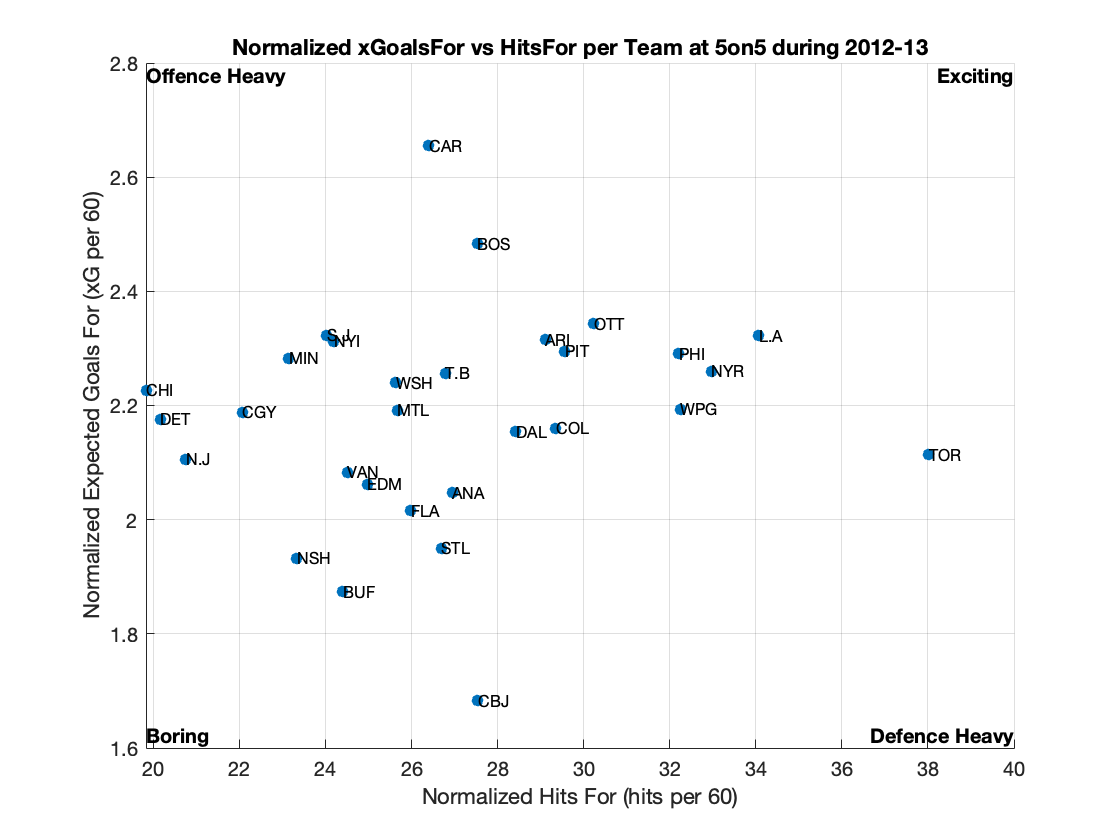 Normalized xGoalsFor vs HitsFor per Team at 5on5 during 2012-13
2.8
Offence Heavy
Exciting
CAR
2.6
BOS
2.4
OTT
S.J
NYI
ARI
L.A
PIT
MIN
PHI
NYR
T.B
WSH
CHI
2.2
CGY
MTL
WPG
DET
DAL
COL
N.J
TOR
VAN
EDM
ANA
2
FLA
STL
NSH
BUF
1.8
CBJ
Boring
Defence Heavy
1.6
20 22 24 26 28 30 32 34 36 38 40
Normalized Hits For (hits per 60)
Normalized Expected Goals For (xG per 60)